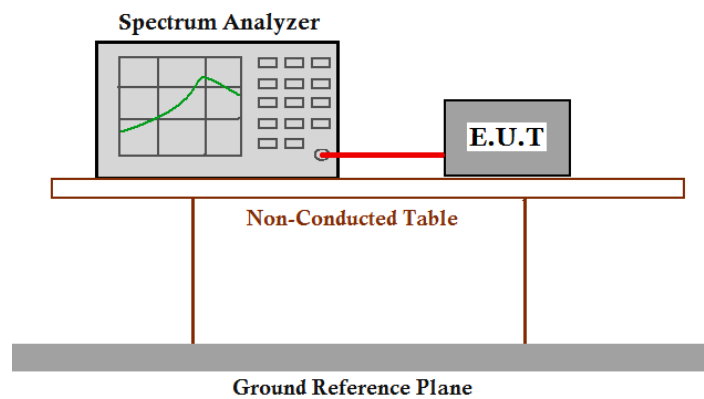 Spectrum Analyzer
E.U.T
Non-Conducted Table
Ground Reference Plane